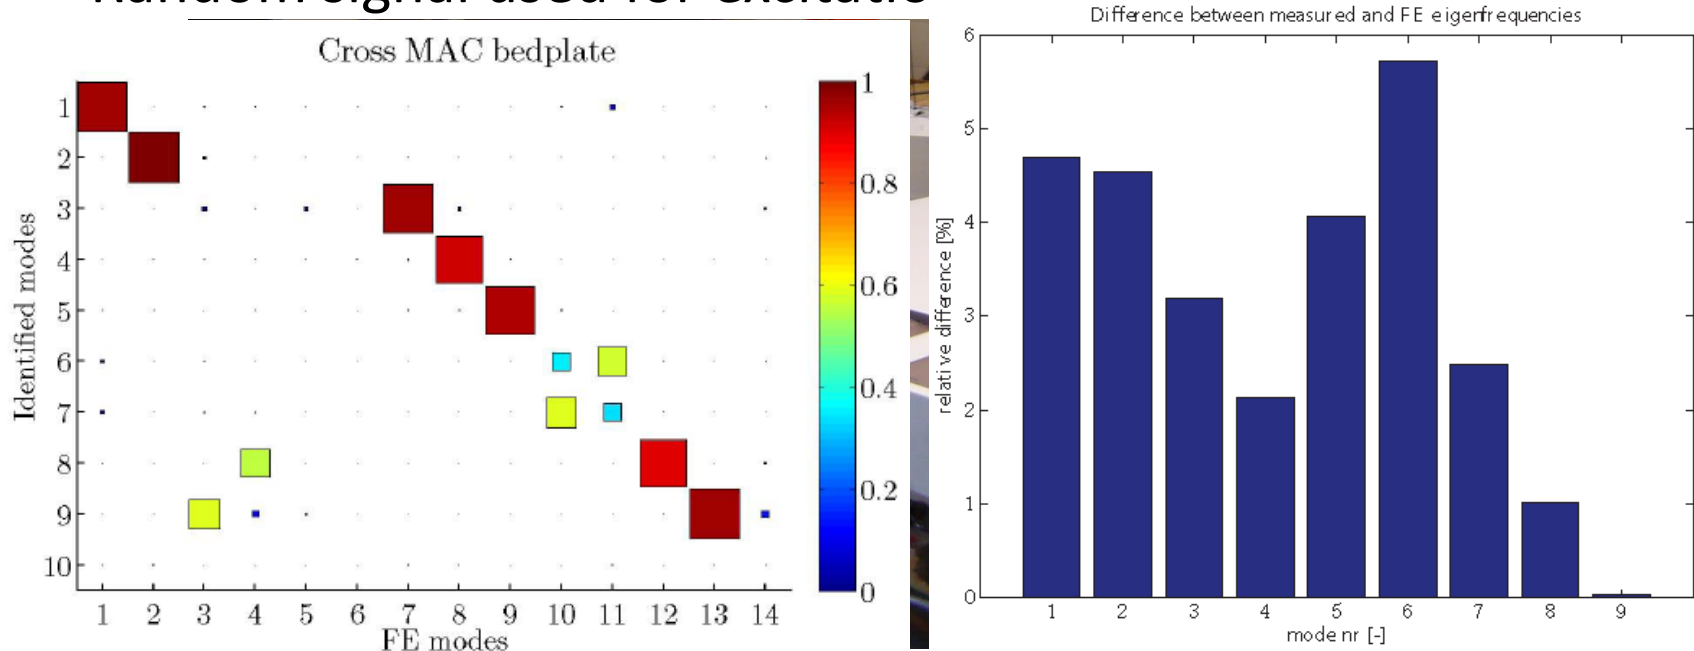 Cross MAC bedplate
Identified modes
1
2
3
4
5
6
7
8
9
10
1 2 3 4 5 6 7 8 9 10 11 12 13 14
FE modes
1
0.8
0.6
0.4
0.2
0
Difference between measured and FE eigenfrequencies
relative difference [%]
6
5
4
3
2
1
0
1 2 3 4 5 6 7 8 9
mode nr [-]